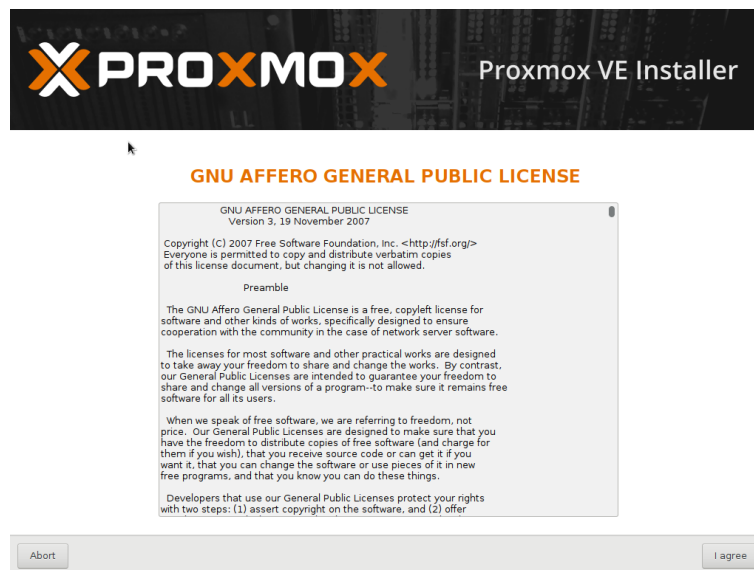 PROXMOX
Proxmox VE Installer
GNU AFFERO GENERAL PUBLIC LICENSE
GNU AFFERO GENERAL PUBLIC LICENSE
Version 3, 19 November 2007
Copyright (C) 2007 Free Software Foundation, Inc. <http://fsf.org/>
Everyone is permitted to copy and distribute verbatim copies
of this license document, but changing it is not allowed.
Preamble
The GNU Affero General Public License is a free, copyleft license for
software and other kinds of works, specifically designed to ensure
cooperation with the community in the case of network server software.
The licenses for most software and other practical works are designed
to take away your freedom to share and change the works.  By contrast,
our General Public Licenses are intended to guarantee your freedom to
share and change all versions of a program--to make sure it remains free
software for all its users.
When we speak of free software, we are referring to freedom, not
price.  Our General Public Licenses are designed to make sure that you
have the freedom to distribute copies of free software (and charge for
them if you wish), that you receive source code or can get it if you
want it, that you can change the software or use pieces of it in new
free programs, and that you know you can do these things.
Developers that use our General Public Licenses protect your rights
with two steps: (1) assert copyright on the software, and (2) offer
Abort
I agree